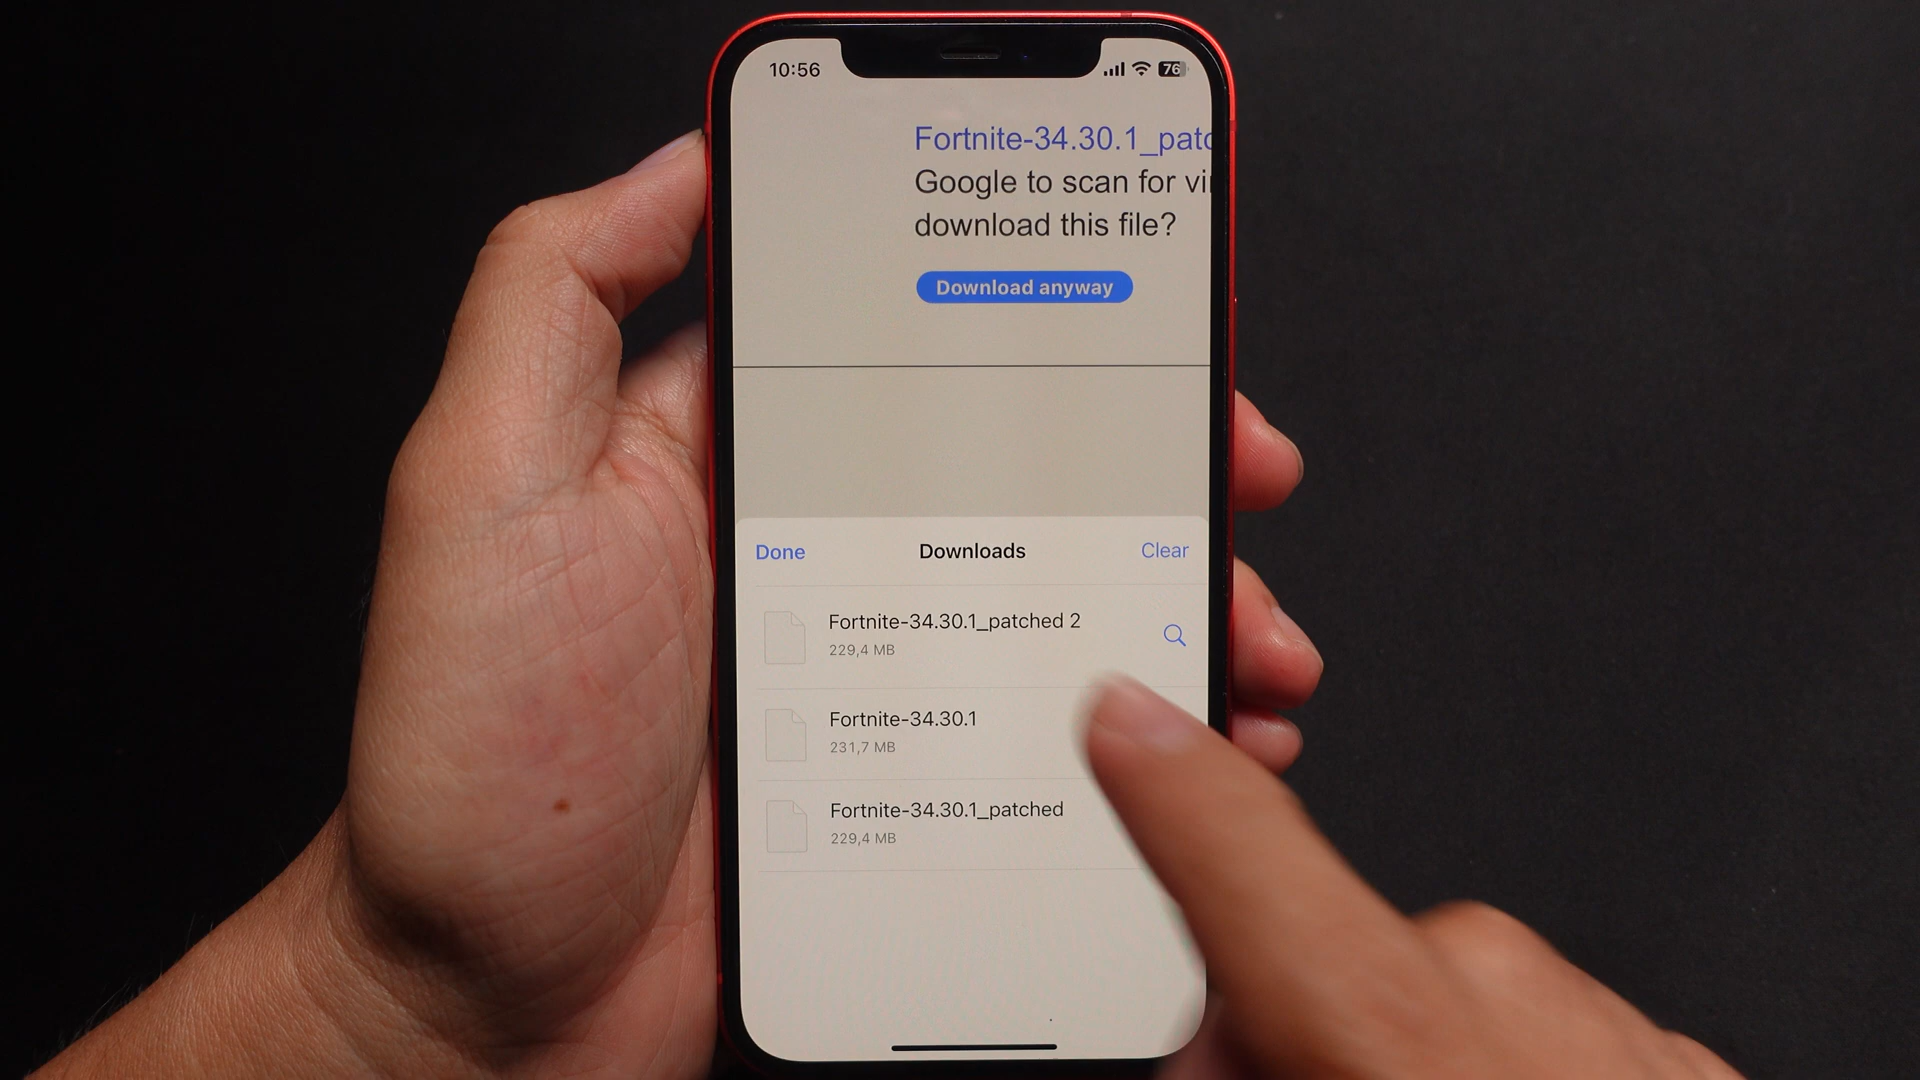 10:56
76
Fortnite-34.30.1_patc
Google to scan for vi
download this file?
Download anyway
Done Downloads Clear
Fortnite-34.30.1_patched 2
229,4 MB
Fortnite-34.30.1
231,7 MB
Fortnite-34.30.1_patched
229,4 MB